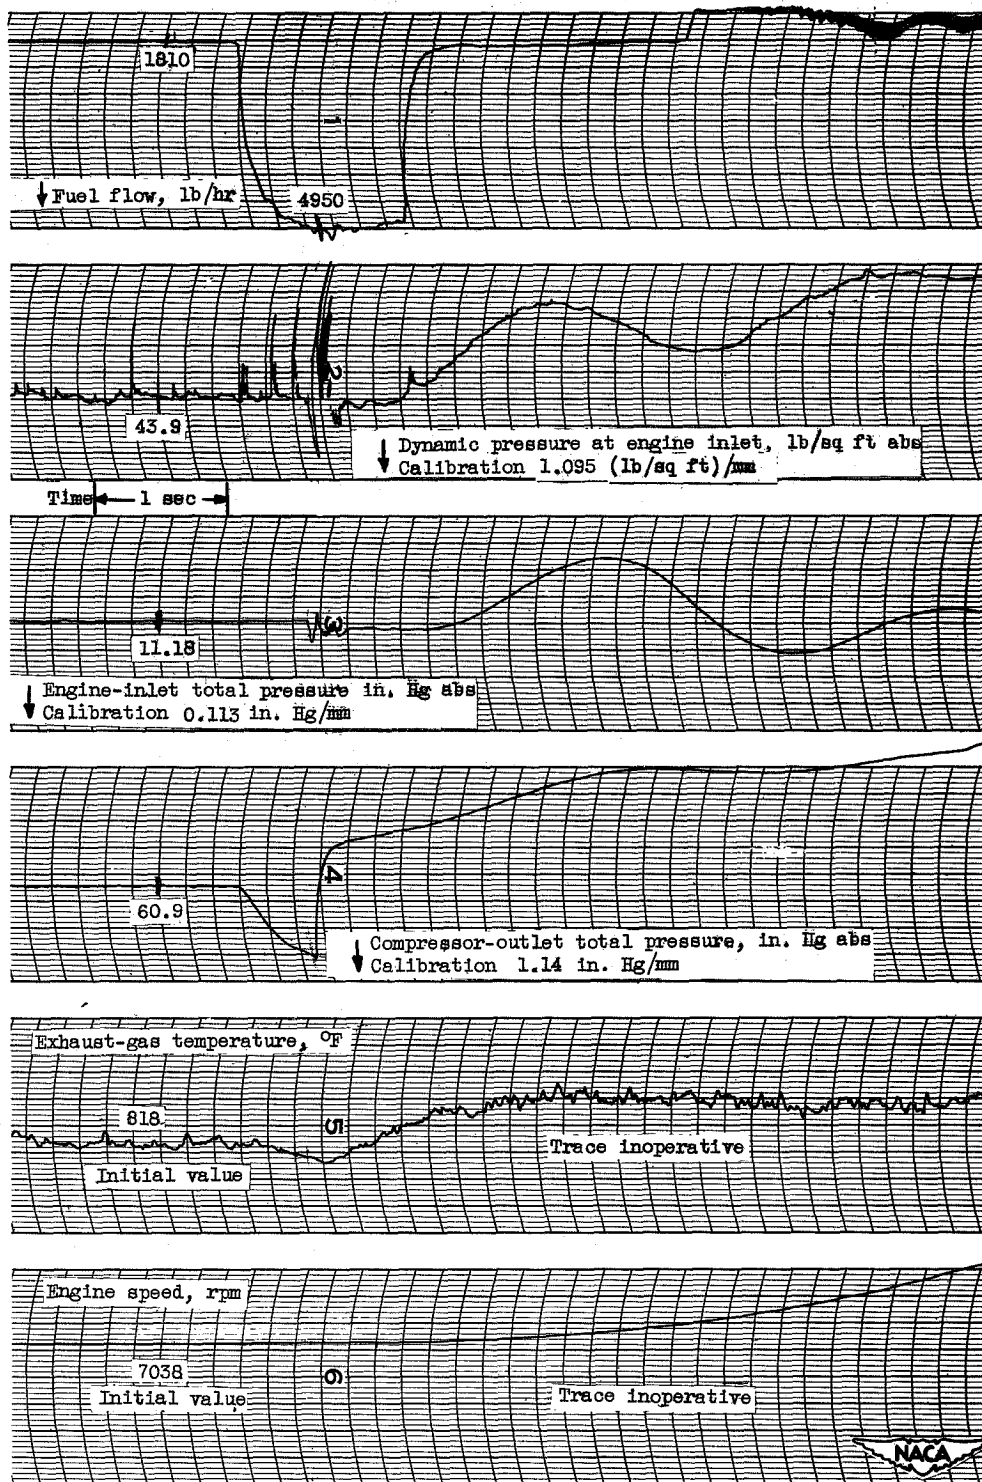 1810
1
↓ Fuel flow, lb/hr
4950
2
43.9
↓ Dynamic pressure at engine inlet, lb/sq ft abs
Calibration 1.095 (lb/sq ft)/mm
Time ← 1 sec →
3
11.18
↓ Engine-inlet total pressure in. Hg abs
Calibration 0.113 in. Hg/mm
4
60.9
↓ Compressor-outlet total pressure, in. Hg abs
Calibration 1.14 in. Hg/mm
Exhaust-gas temperature, °F
818
5
Trace inoperative
Initial value
Engine speed, rpm
7038
6
Initial value
Trace inoperative
NACA